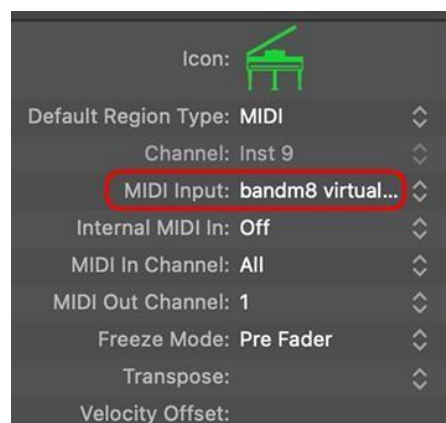 Icon:
Default Region Type: MIDI
Channel: Inst 9
MIDI Input: bandm8 virtual...
Internal MIDI In: Off
MIDI In Channel: All
MIDI Out Channel: 1
Freeze Mode: Pre Fader
Transpose:
Velocity Offset: